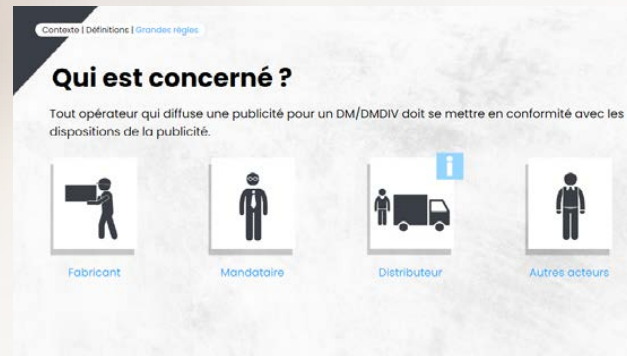 Contexte | Définitions | Grandes règles
Qui est concerné ?
Tout opérateur qui diffuse une publicité pour un DM/DMDIV doit se mettre en conformité avec les
dispositions de la publicité.
i
Fabricant
Mandataire
Distributeur
Autres acteurs